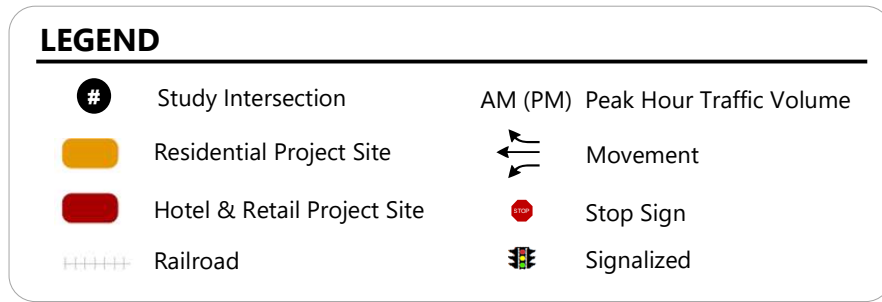 LEGEND
# Study Intersection
AM (PM) Peak Hour Traffic Volume
Residential Project Site
Movement
Hotel & Retail Project Site
STOP Stop Sign
Railroad
Signalized